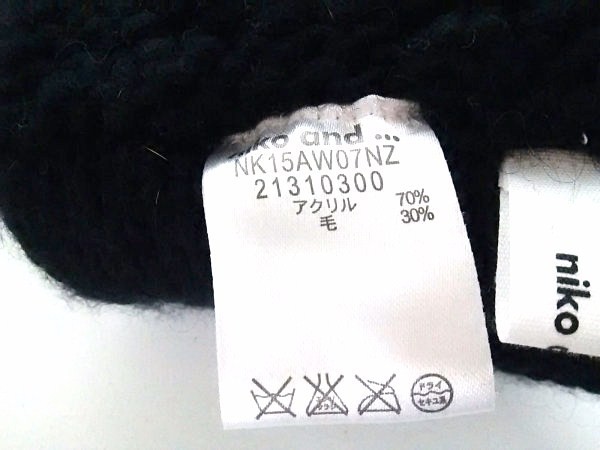 niko and ...
NK15AW07NZ
21310300
アクリル 70%
毛 30%
ドライ
セキユ系
niko